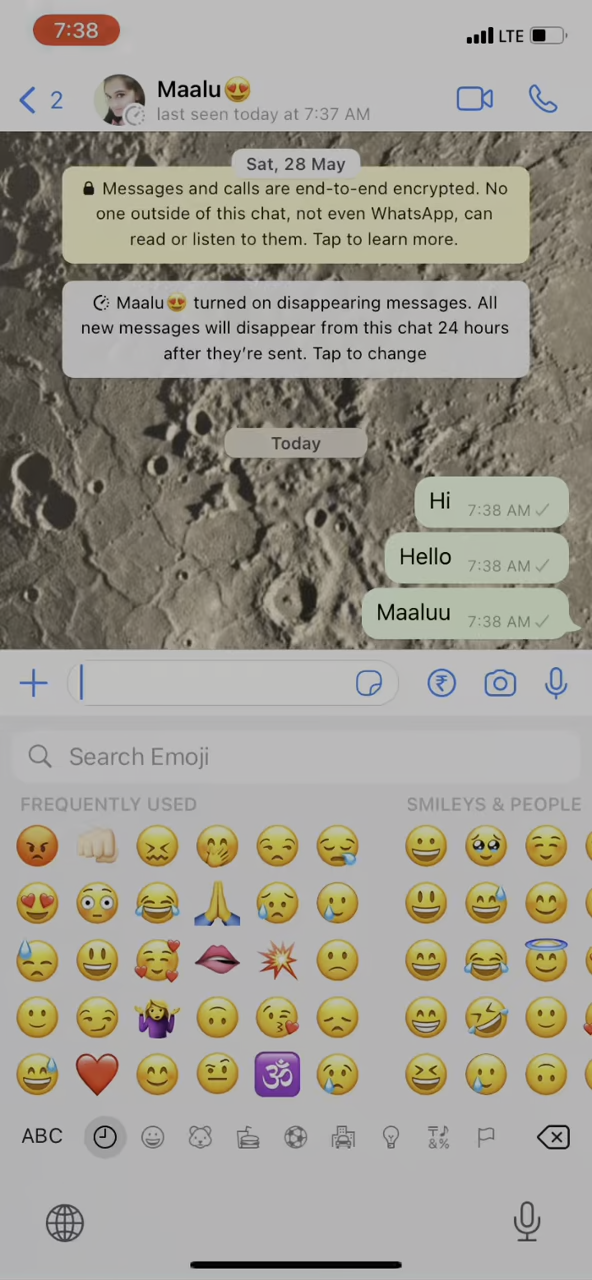 7:38
LTE
2
Maalu😍
last seen today at 7:37 AM
Sat, 28 May
Messages and calls are end-to-end encrypted. No
one outside of this chat, not even WhatsApp, can
read or listen to them. Tap to learn more.
Maalu😍 turned on disappearing messages. All
new messages will disappear from this chat 24 hours
after they're sent. Tap to change
Today
Hi 7:38 AM
Hello 7:38 AM
Maaluu 7:38 AM
₹
Search Emoji
FREQUENTLY USED SMILEYS & PEOPLE
ॐ
ABC
&%